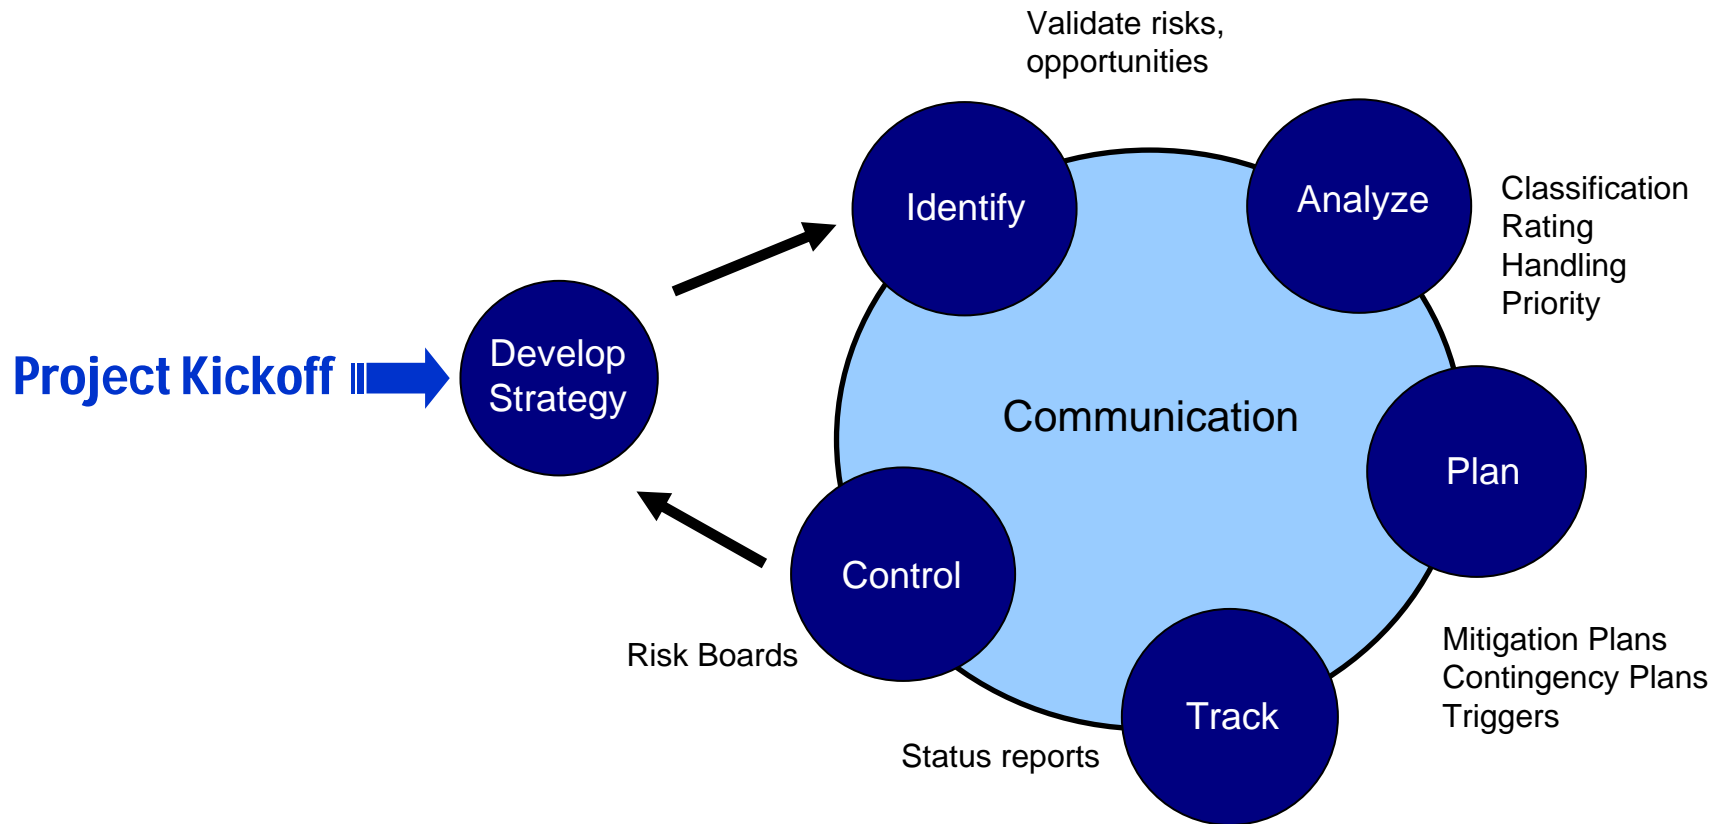 Validate risks,
opportunities
Identify
Analyze
Classification
Rating
Handling
Priority
Project Kickoff
Develop
Strategy
Communication
Plan
Control
Risk Boards
Mitigation Plans
Contingency Plans
Triggers
Track
Status reports